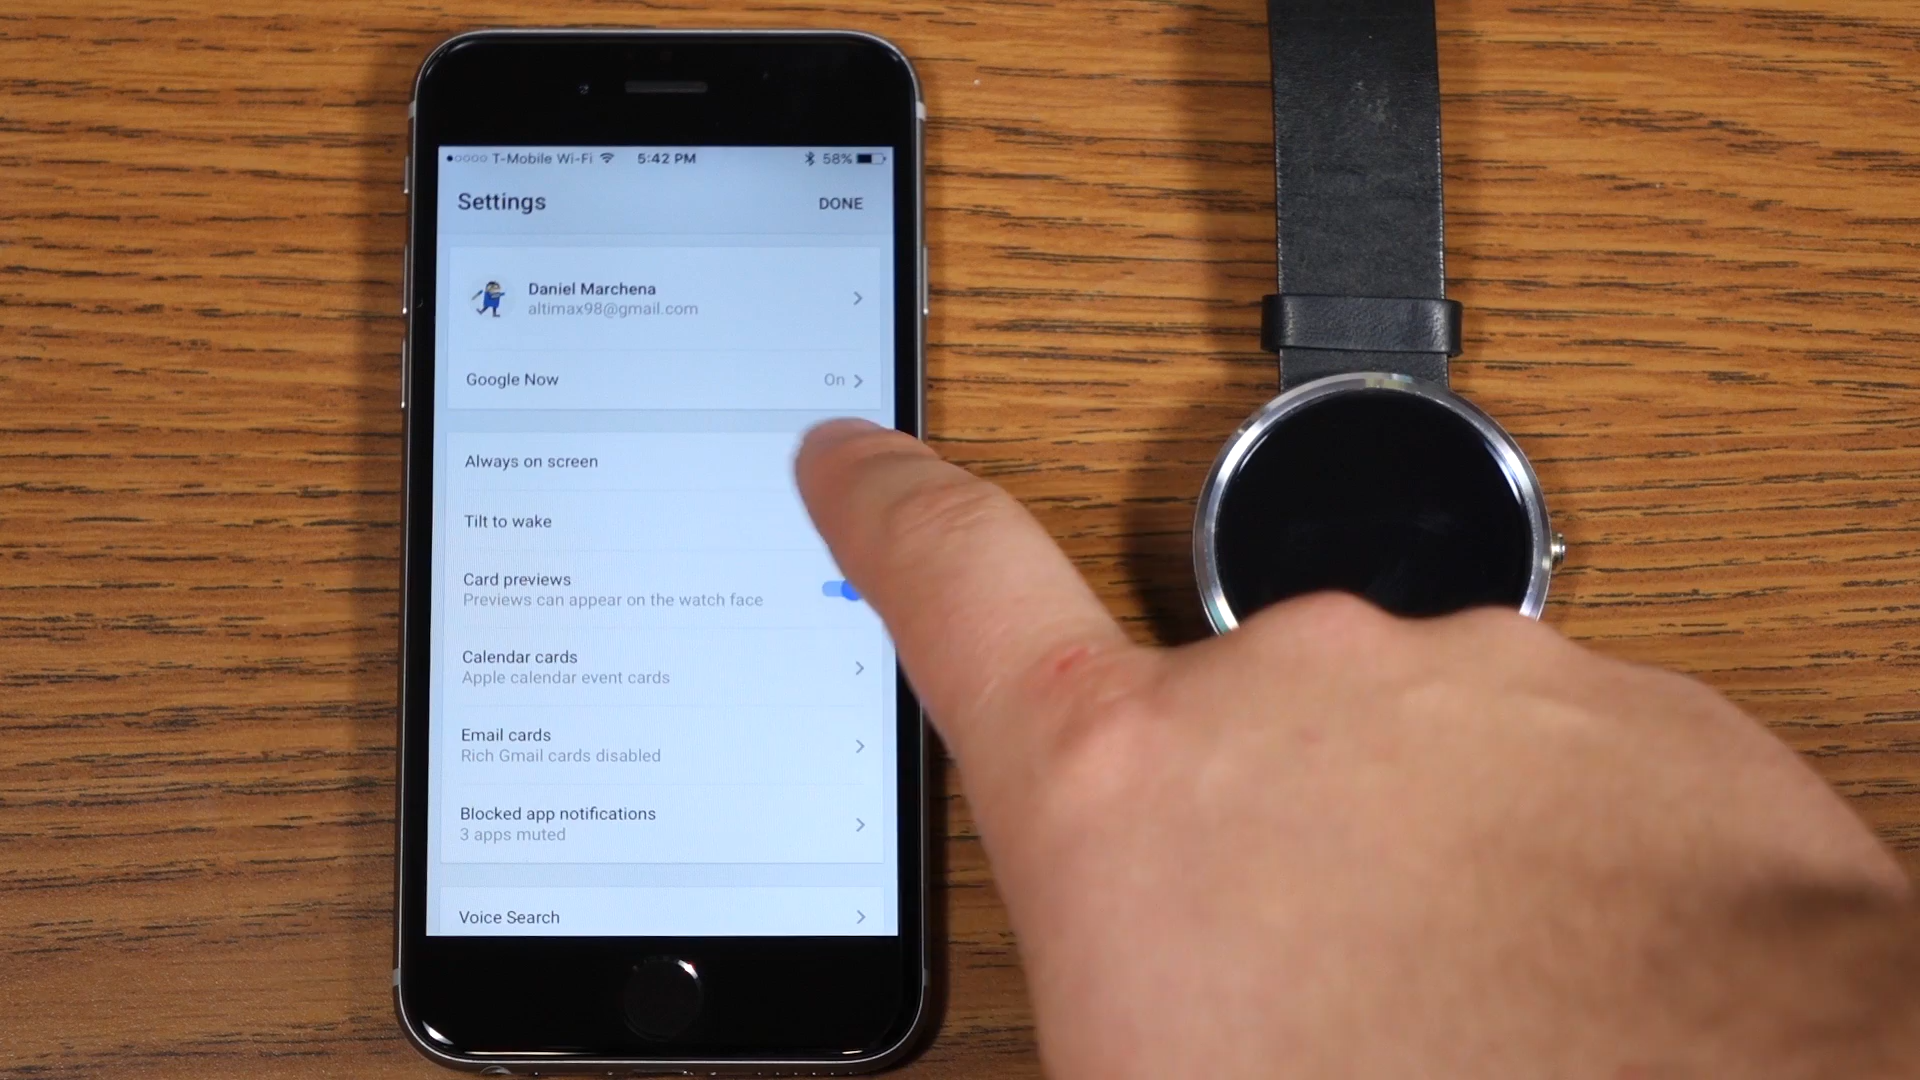 T-Mobile Wi-Fi 5:42 PM 58%
Settings DONE
Daniel Marchena
altimax98@gmail.com
Google Now On
Always on screen
Tilt to wake
Card previews
Previews can appear on the watch face
Calendar cards
Apple calendar event cards
Email cards
Rich Gmail cards disabled
Blocked app notifications
3 apps muted
Voice Search